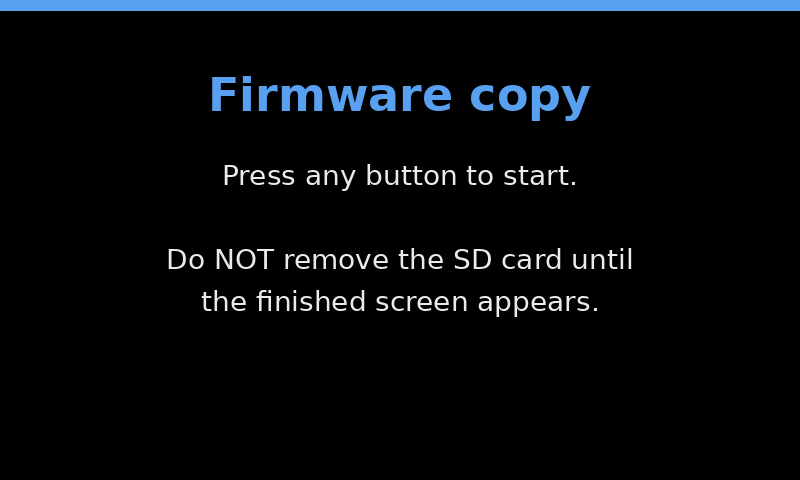 Firmware copy
Press any button to start.
Do NOT remove the SD card until
the finished screen appears.